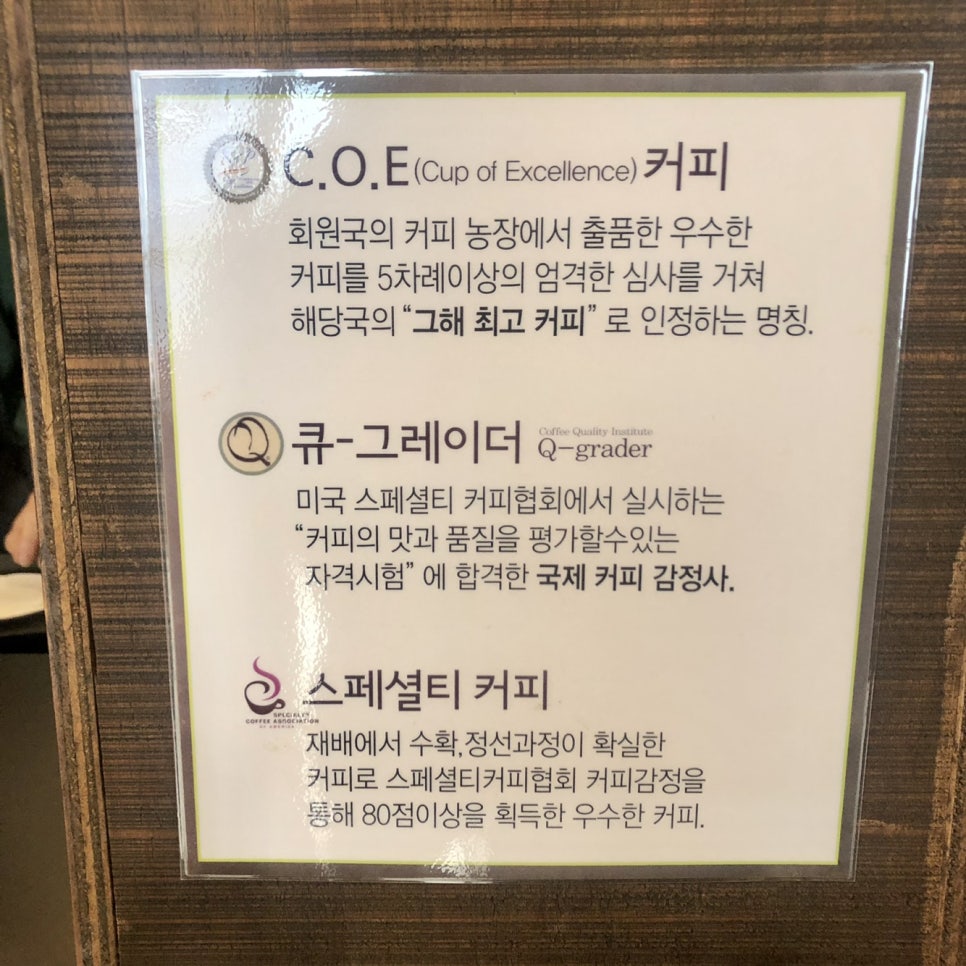 C.O.E (Cup of Excellence) 커피
회원국의 커피 농장에서 출품한 우수한
커피를 5차례이상의 엄격한 심사를 거쳐
해당국의 “그해 최고 커피” 로 인정하는 명칭.
큐-그레이더 Coffee Quality Institute Q-grader
미국 스페셜티 커피협회에서 실시하는
“커피의 맛과 품질을 평가할수있는
자격시험” 에 합격한 국제 커피 감정사.
스페셜티 커피
SPECIALTY
COFFEE ASSOCIATION
OF AMERICA
재배에서 수확,정선과정이 확실한
커피로 스페셜티커피협회 커피감정을
통해 80점이상을 획득한 우수한 커피.